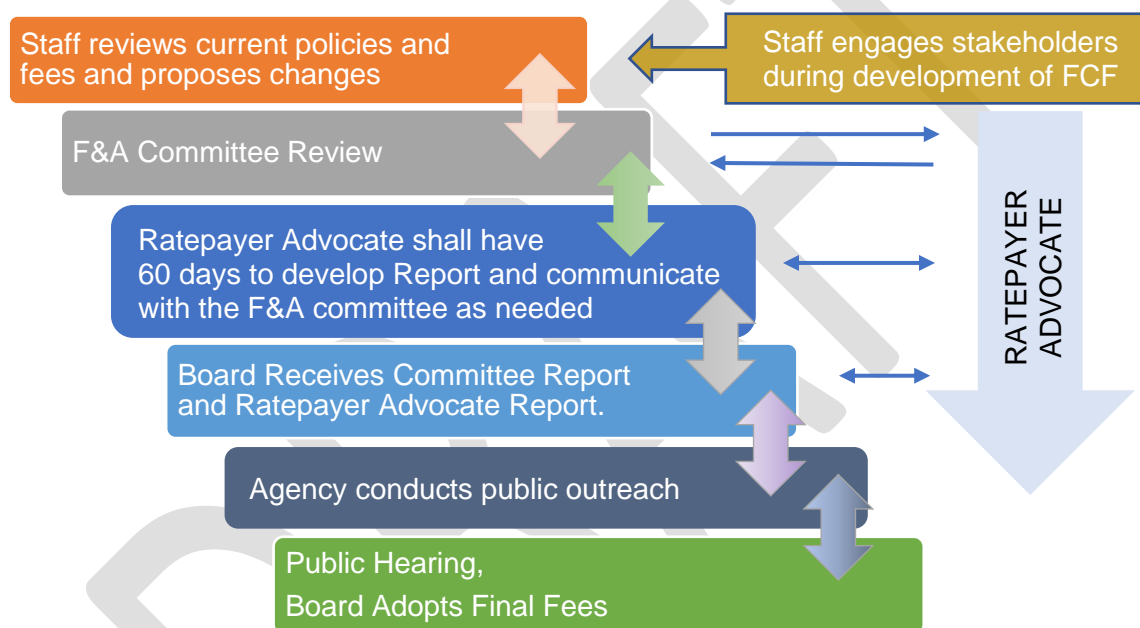 Staff reviews current policies and
fees and proposes changes
Staff engages stakeholders
during development of FCF
F&A Committee Review
Ratepayer Advocate shall have
60 days to develop Report and communicate
with the F&A committee as needed
Board Receives Committee Report
and Ratepayer Advocate Report.
Agency conducts public outreach
Public Hearing,
Board Adopts Final Fees
RATEPAYER
ADVOCATE